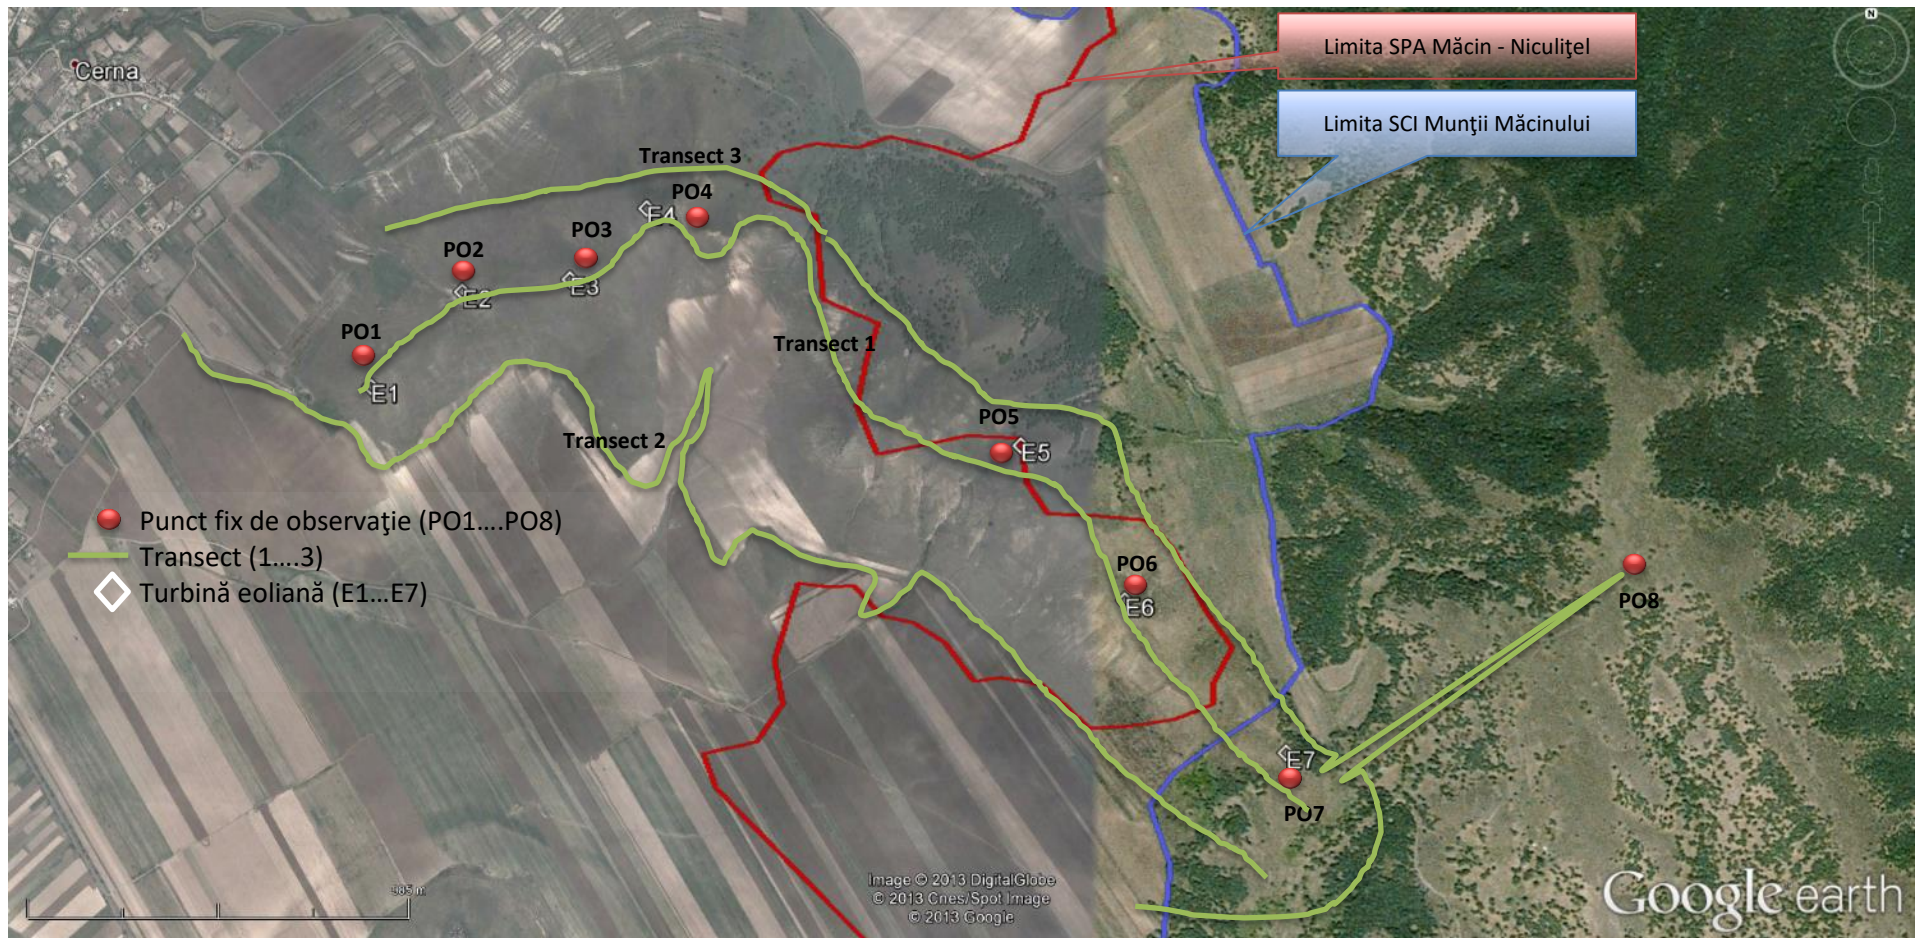 N
Limita SPA Măcin - Niculiţel
Cerna
Limita SCI Munţii Măcinului
Transect 3
PO4
E4
PO3
PO2
E3
E2
PO1
Transect 1
E1
PO5
Transect 2
E5
Punct fix de observaţie (PO1....PO8)
Transect (1....3)
PO6
Turbină eoliană (E1...E7)
PO8
E6
E7
PO7
985 m
Image © 2013 DigitalGlobe
© 2013 Cnes/Spot Image
© 2013 Google
Google earth